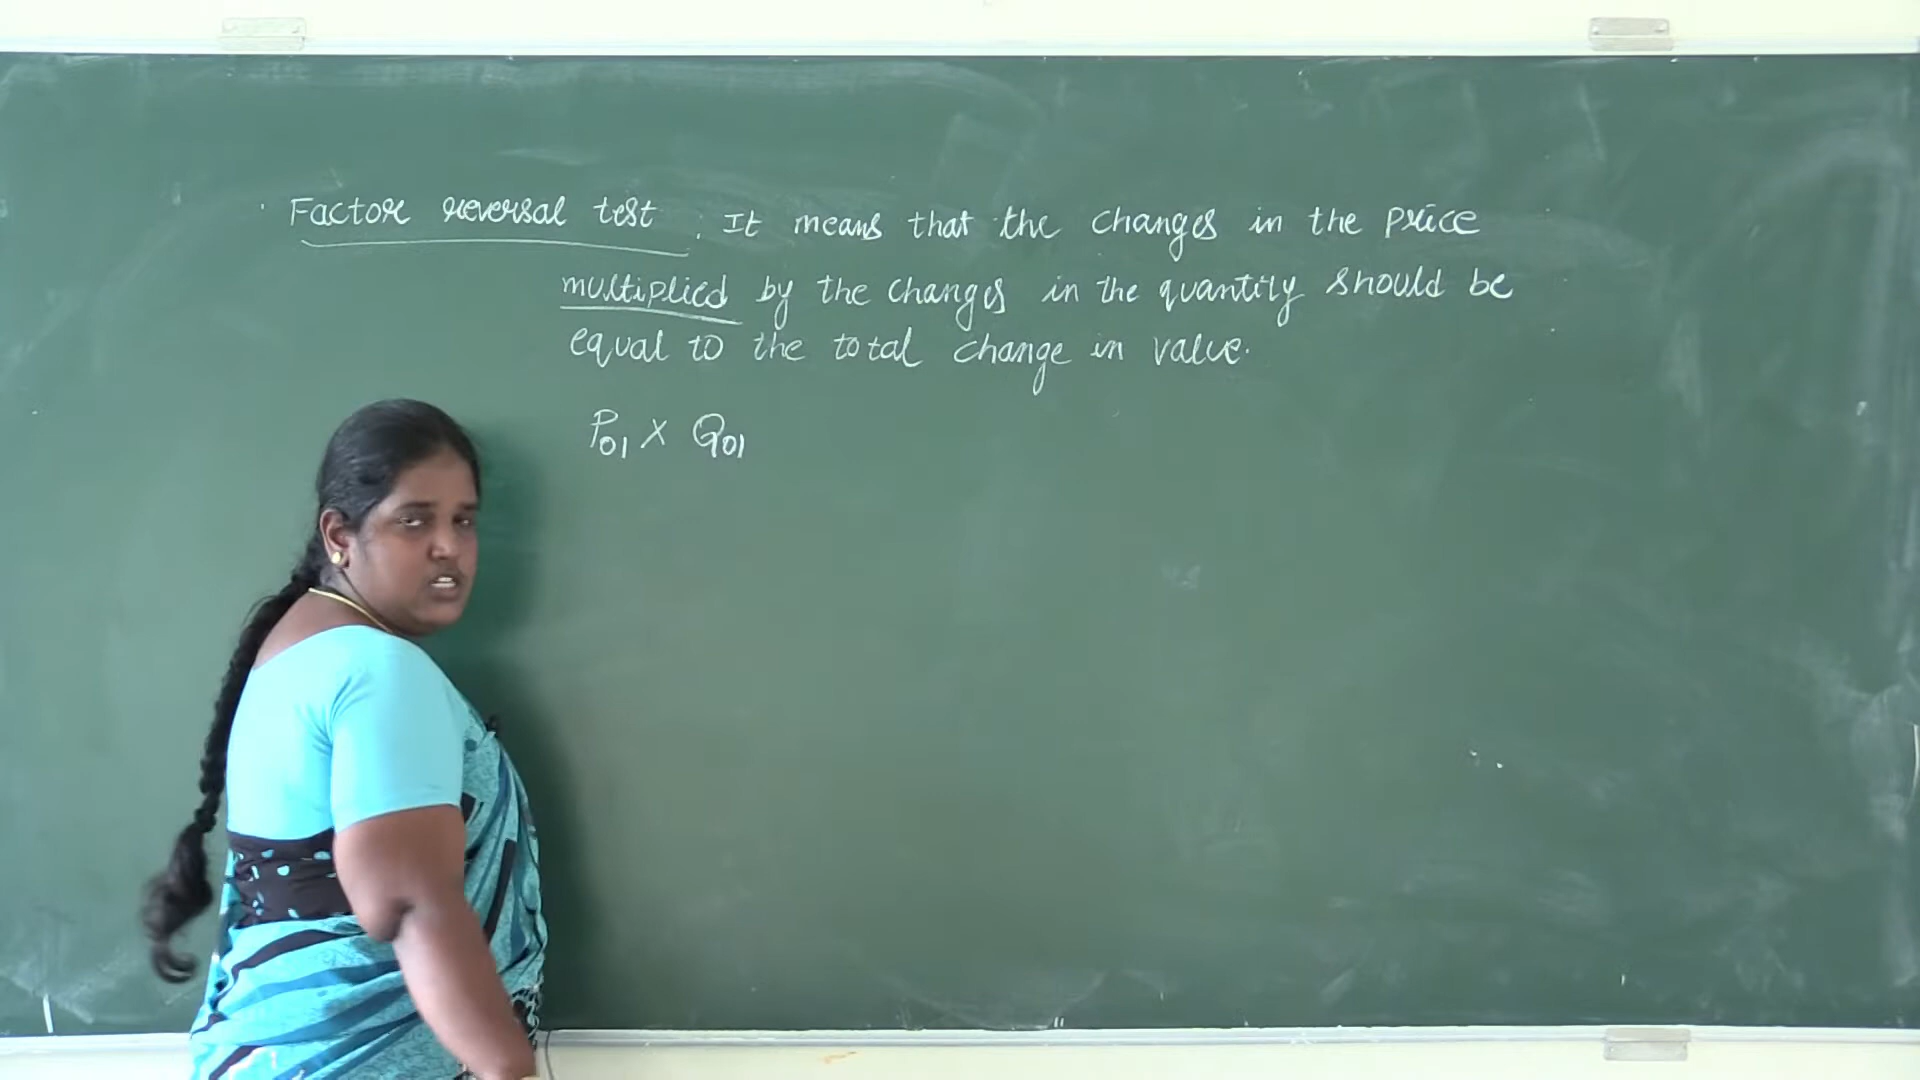 Factor reversal test : It means that the changes in the price
multiplied by the changes in the quantity should be
equal to the total change in value.
P01 X Q01